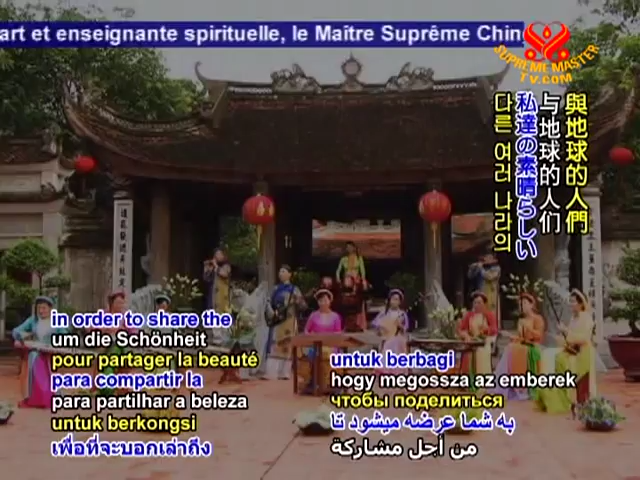 art et enseignante spirituelle, le Maître Suprême Chin
SUPREME MASTER
TV.COM
與地球的人們
与地球的人们
私達の素晴らしい
다른 여러 나라의
in order to share the
um die Schönheit
pour partager la beauté
para compartir la
para partilhar a beleza
untuk berkongsi
เพื่อที่จะบอกเล่าถึง
untuk berbagi
hogy megossza az emberek
чтобы поделиться
به شما عرضه میشود تا
من أجل مشاركة